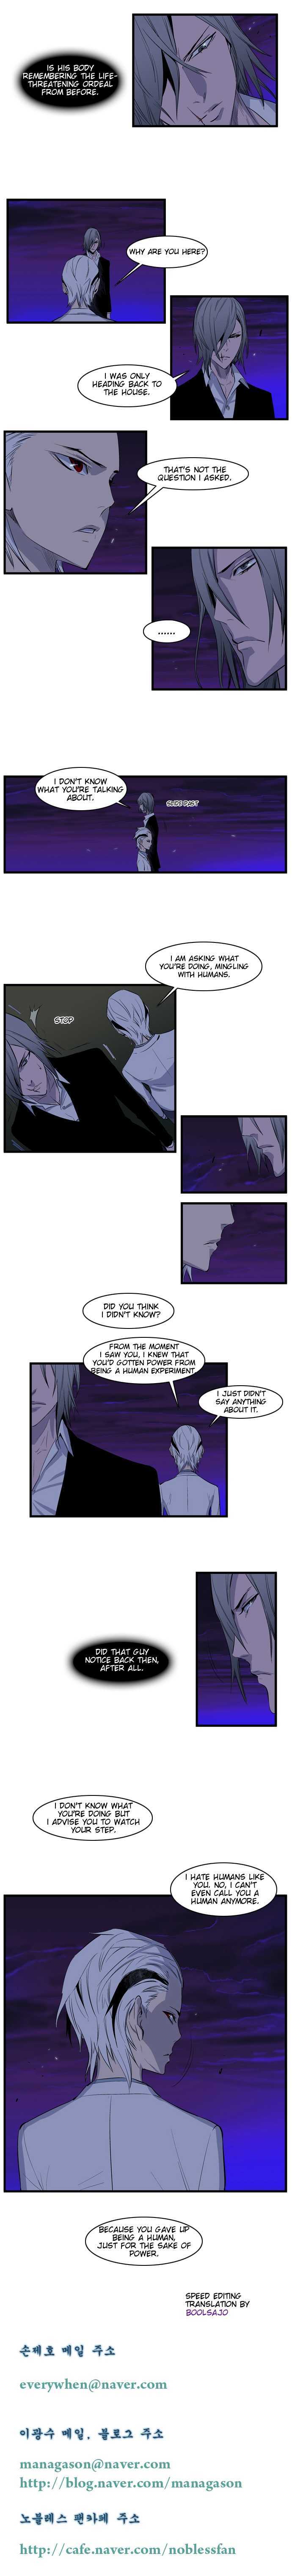 IS HIS BODY
REMEMBERING THE LIFE-
THREATENING ORDEAL
FROM BEFORE.
WHY ARE YOU HERE?
I WAS ONLY
HEADING BACK TO
THE HOUSE.
THAT'S NOT THE
QUESTION I ASKED.
......
I DON'T KNOW
WHAT YOU'RE TALKING
ABOUT.
SLIDE PAST
I AM ASKING WHAT
YOU'RE DOING, MINGLING
WITH HUMANS.
STOP
DID YOU THINK
I DIDN'T KNOW?
FROM THE MOMENT
I SAW YOU, I KNEW THAT
YOU'D GOTTEN POWER FROM
BEING A HUMAN EXPERIMENT
I JUST DIDN'T
SAY ANYTHING
ABOUT IT.
DID THAT GUY
NOTICE BACK THEN,
AFTER ALL.
I DON'T KNOW WHAT
YOU'RE DOING BUT
I ADVISE YOU TO WATCH
YOUR STEP.
I HATE HUMANS LIKE
YOU. NO, I CAN'T
EVEN CALL YOU A
HUMAN ANYMORE.
BECAUSE YOU GAVE UP
BEING A HUMAN,
JUST FOR THE SAKE OF
POWER.
SPEED EDITING
TRANSLATION BY
BOOLSAJO
손제호 메일 주소
everywhen@naver.com
이광수 메일, 블로그 주소
managason@naver.com
http://blog.naver.com/managason
노블레스 팬카페 주소
http://cafe.naver.com/noblessfan